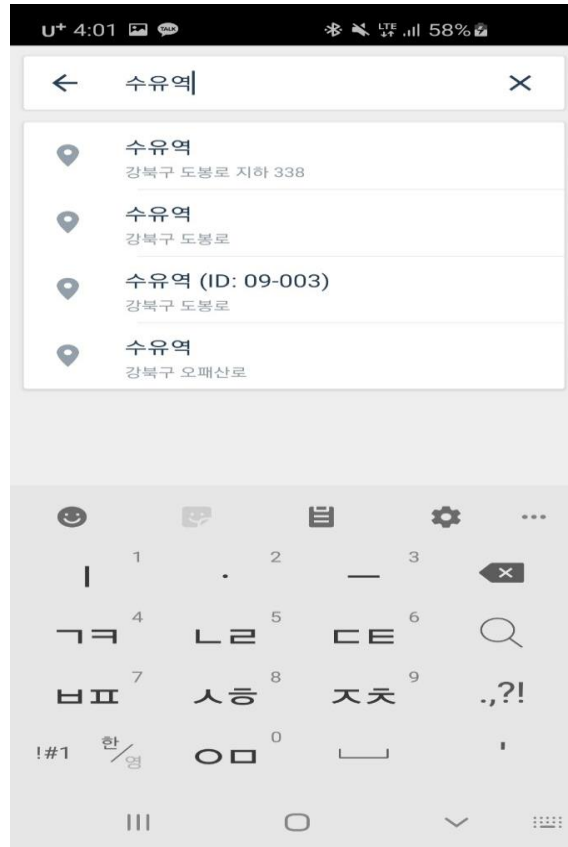 U+ 4:01 TALK LTE 58%
수유역
수유역
강북구 도봉로 지하 338
수유역
강북구 도봉로
수유역 (ID: 09-003)
강북구 도봉로
수유역
강북구 오패산로
ㅣ 1 · 2 ㅡ 3
ㄱㅋ 4 ㄴㄹ 5 ㄷㅌ 6
ㅂㅍ 7 ㅅㅎ 8 ㅈㅊ 9 .,?!
!#1 한/영 ㅇㅁ 0 '